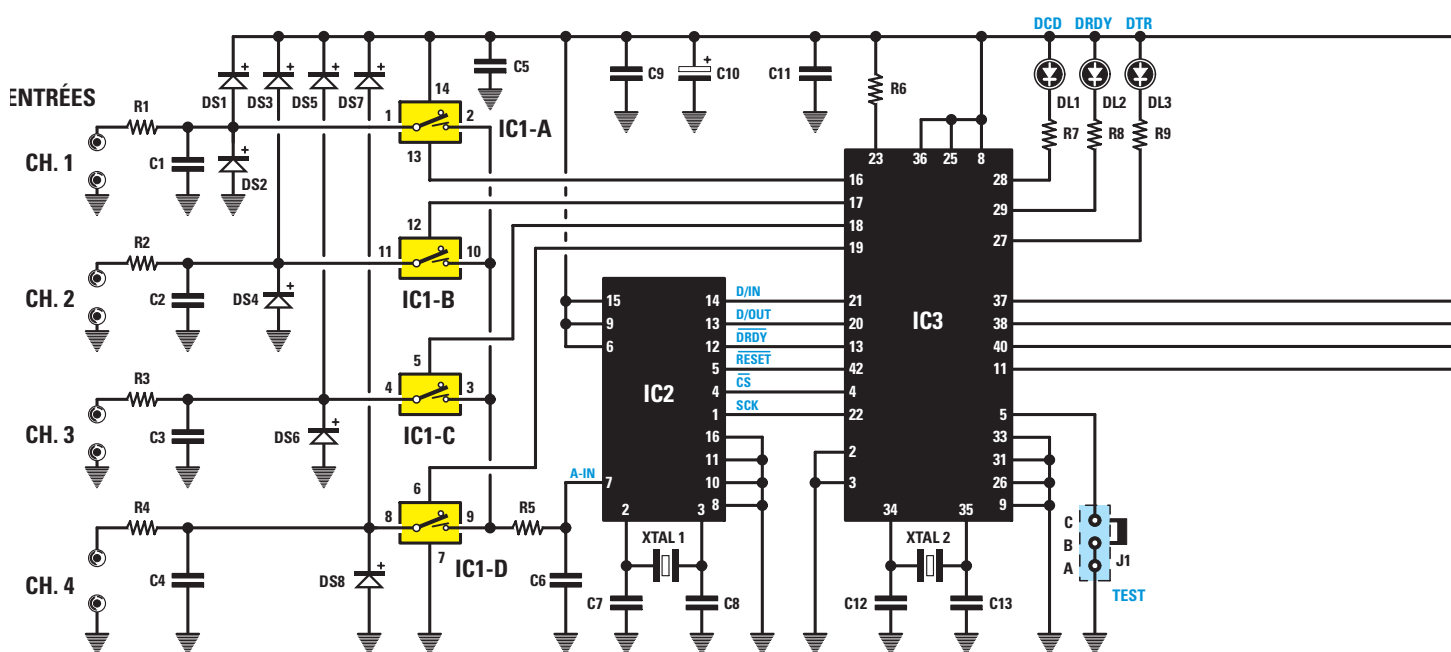 DCD DRDY DTR
C5 C9 + C10 C11 R6
+ + + +
DS1 DS3 DS5 DS7
DL1 DL2 DL3
ENTRÉES
R1 14 R7 R8 R9
1 2 IC1-A
CH. 1
C1 + DS2 13
23 36 25 8
16 28
17 29
18 27
19
R2 12
11 10
IC1-B
CH. 2
C2 DS4 +
15 14 D/IN 21 37
9 13 D/OUT 20 IC3 38
6 12 DRDY 13 40
5 RESET 42 11
IC2 4 CS 4
1 SCK 22 5
R3 5
4 3
IC1-C
CH. 3
C3 DS6 +
16 2 33
11 31
A-IN 7 10 3 26
8 9
2 3 34 35
R4 6
8 9 R5
7 IC1-D
CH. 4
C4 DS8 + C6
XTAL 1 XTAL 2
C7 C8 C12 C13
C
B J1
A
TEST